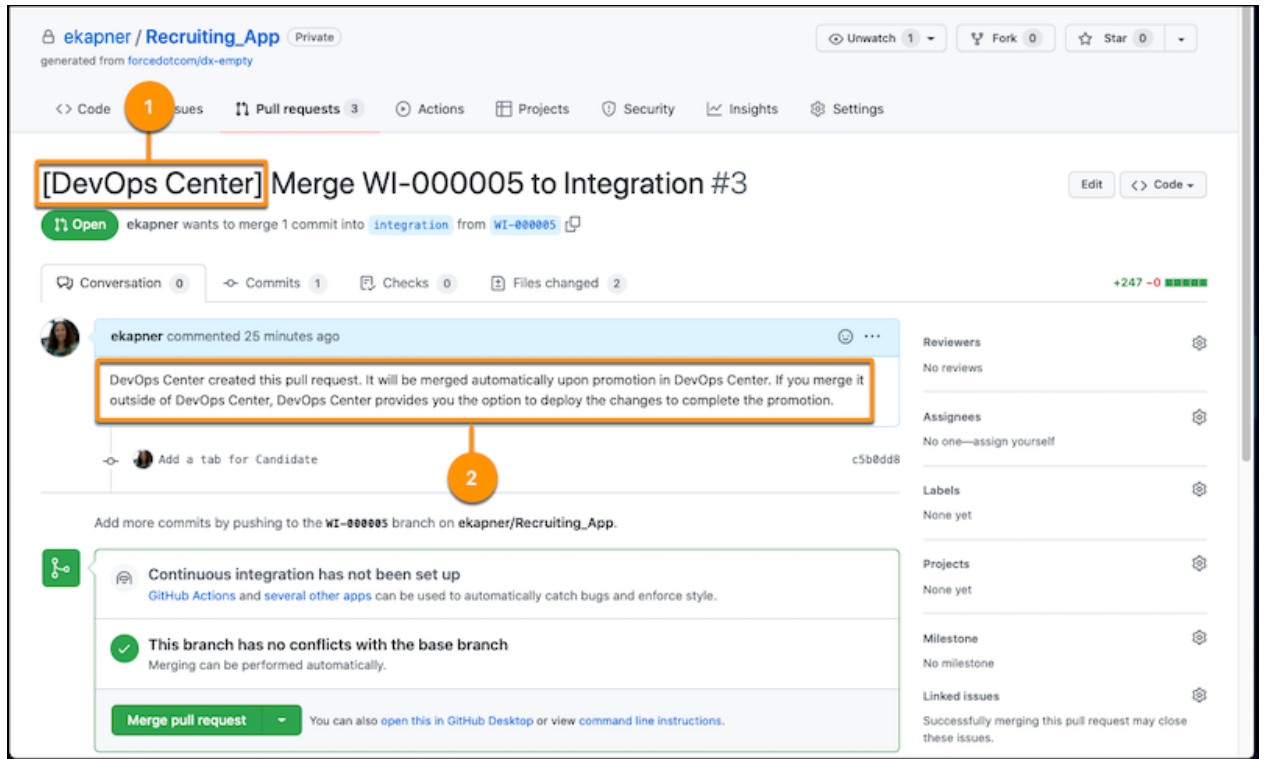 ekapner / Recruiting_App Private
Unwatch 1
Fork 0
Star 0
generated from forcedotcom/dx-empty
<> Code
1
sues
Pull requests 3
Actions
Projects
Security
Insights
Settings
[DevOps Center] Merge WI-000005 to Integration #3
Edit
<> Code
Open ekapner wants to merge 1 commit into integration from WI-000005
Conversation 0
Commits 1
Checks 0
Files changed 2
+247 -0
ekapner commented 25 minutes ago
DevOps Center created this pull request. It will be merged automatically upon promotion in DevOps Center. If you merge it
outside of DevOps Center, DevOps Center provides you the option to deploy the changes to complete the promotion.
2
Add a tab for Candidate
c5b0dd8
Add more commits by pushing to the WI-000005 branch on ekapner/Recruiting_App.
Continuous integration has not been set up
GitHub Actions and several other apps can be used to automatically catch bugs and enforce style.
This branch has no conflicts with the base branch
Merging can be performed automatically.
Merge pull request
You can also open this in GitHub Desktop or view command line instructions.
Reviewers
No reviews
Assignees
No one—assign yourself
Labels
None yet
Projects
None yet
Milestone
No milestone
Linked issues
Successfully merging this pull request may close
these issues.